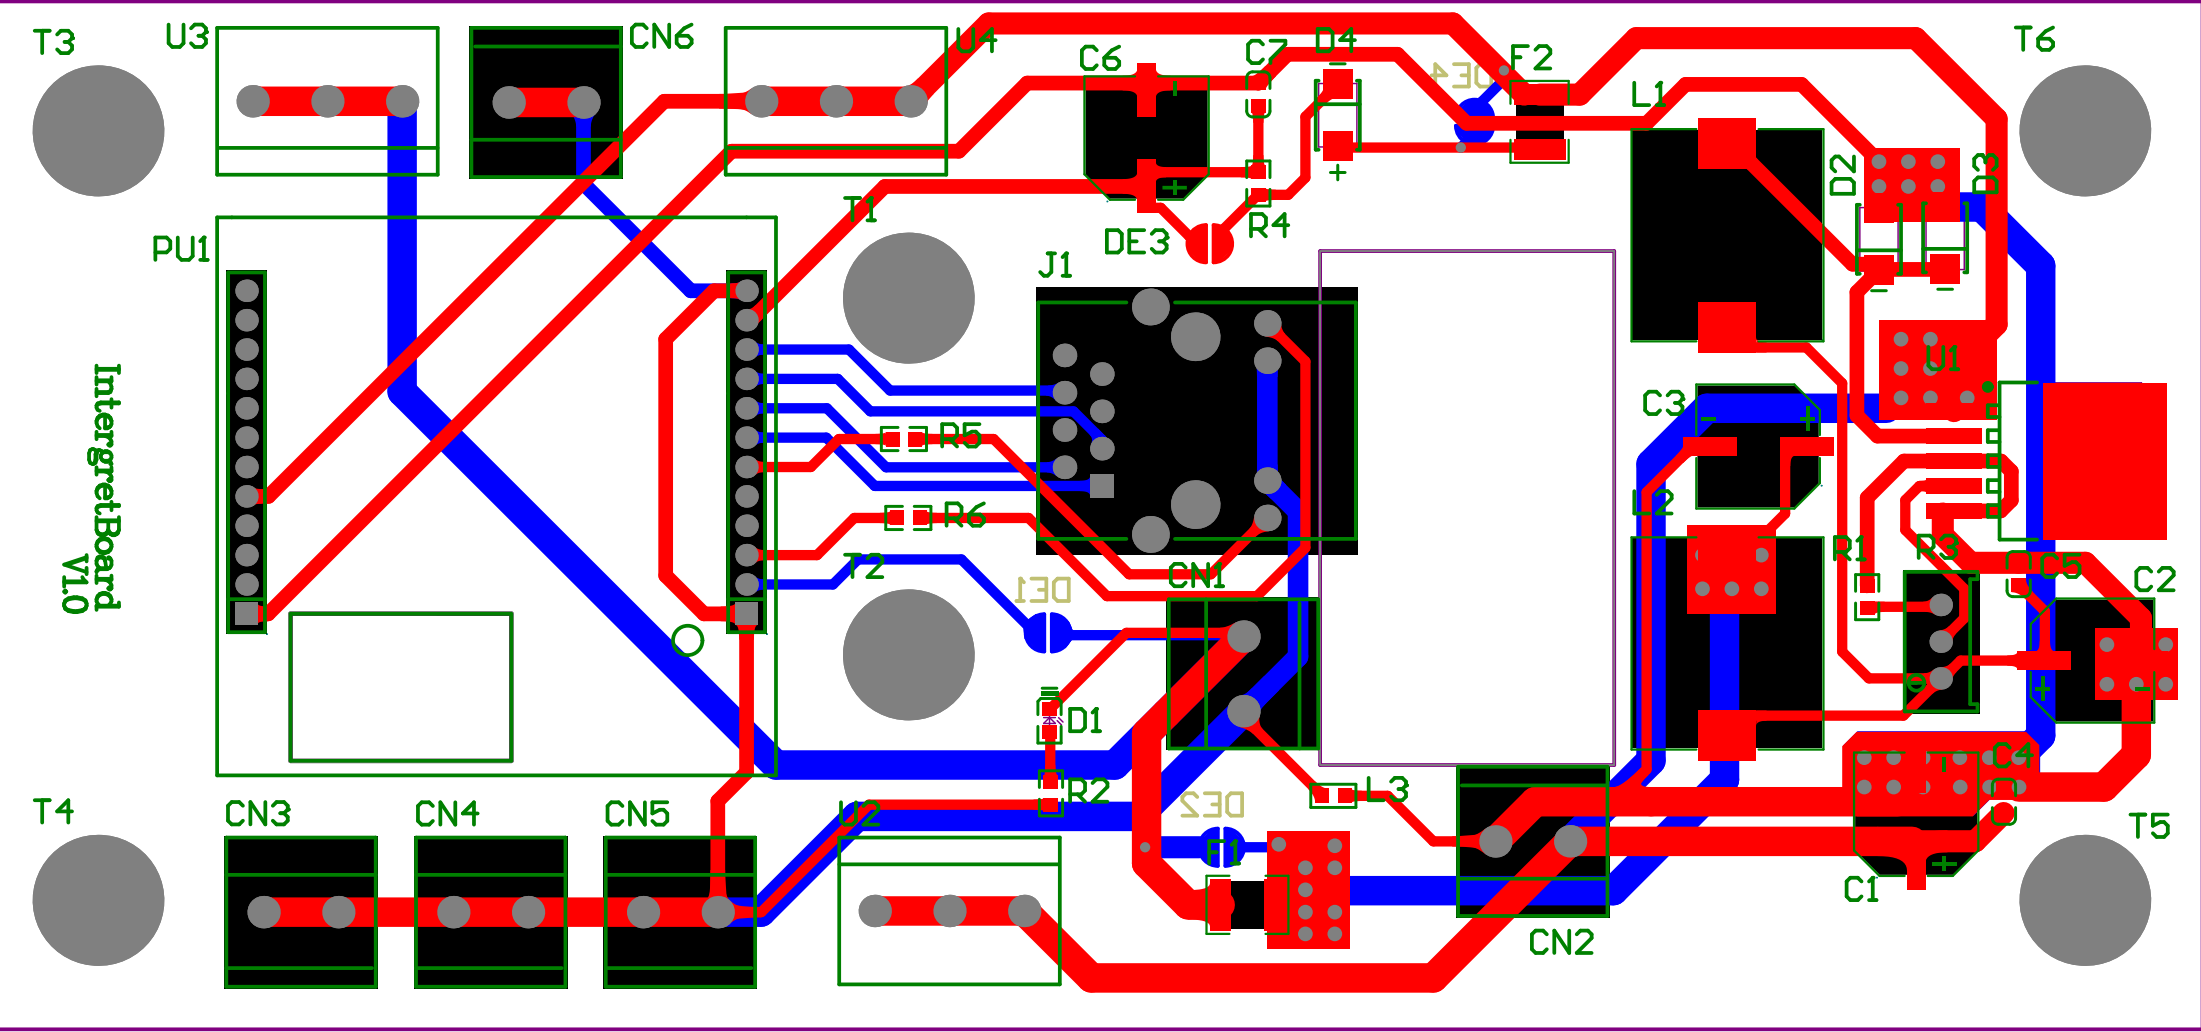 T3
U3
CN6
U4
C6
C7
D4
DE4
F2
L1
T6
D2
D3
PU1
T1
DE3
R4
J1
U1
C3
L2
IntergretBoard
V1.0
R5
R6
T2
DE1
CN1
R1
R3
C5
C2
D1
R2
U2
DE2
L3
F1
C4
C1
T4
CN3
CN4
CN5
CN2
T5